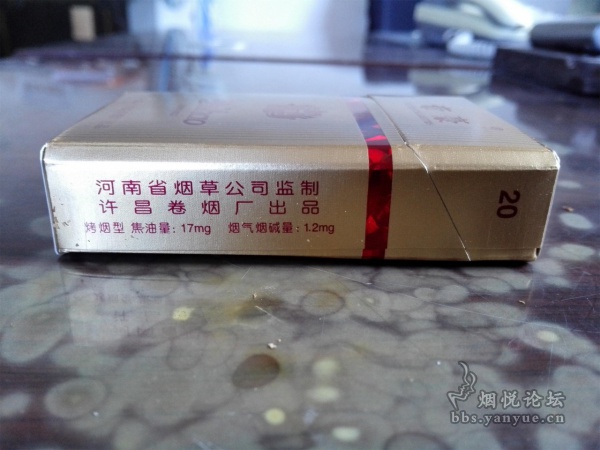 河南省烟草公司监制
许昌卷烟厂出品
烤烟型 焦油量:17mg 烟气烟碱量:1.2mg
20
烟悦论坛
bbs.yanyue.cn